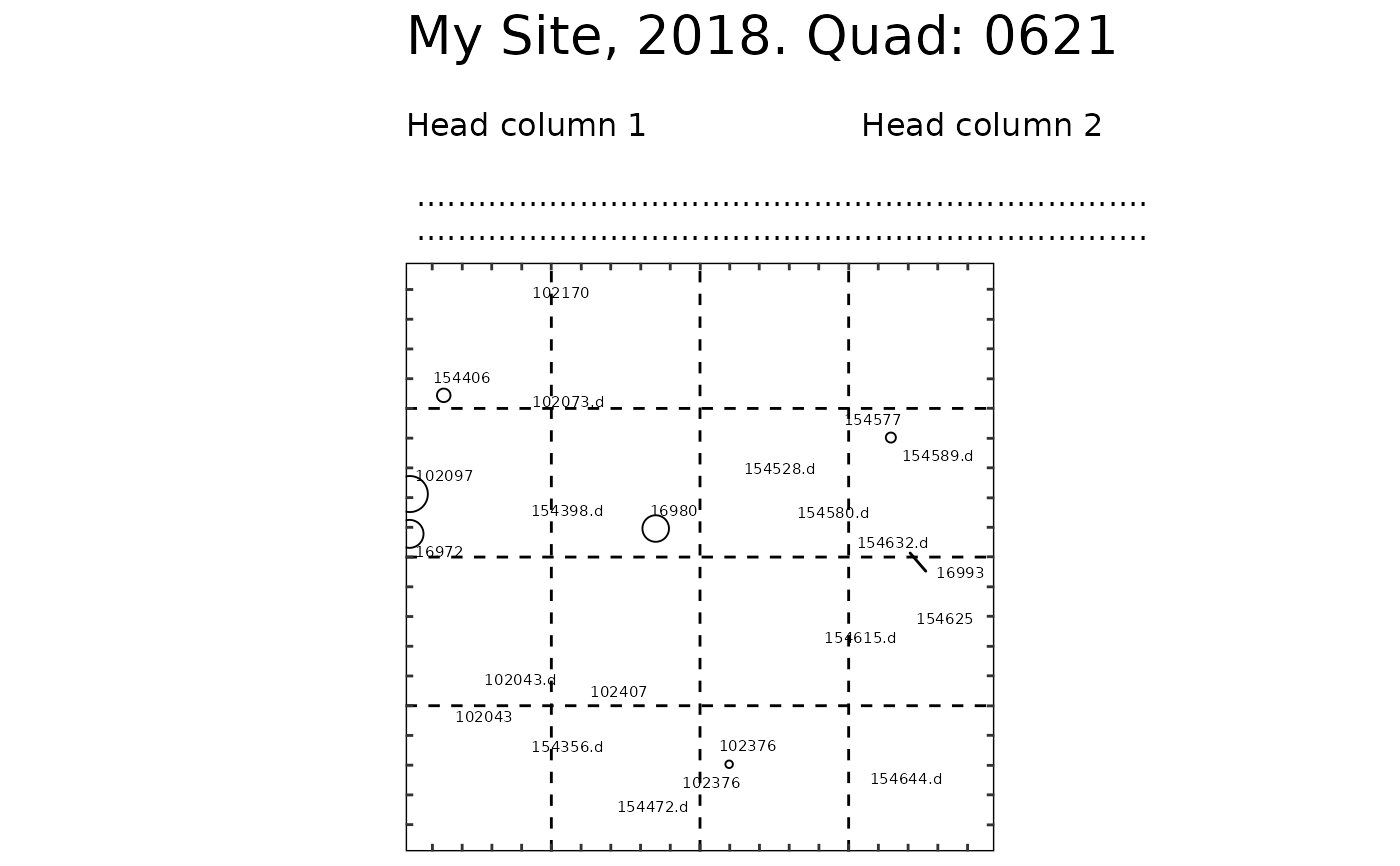 My Site, 2018. Quad: 0621
Head column 1 Head column 2
102170
154406
102073.d
154577
154589.d
154528.d
102097
154398.d 16980 154580.d
154632.d
16972
16993
154625
154615.d
102043.d
102407
102043
154356.d 102376
154644.d
102376
154472.d